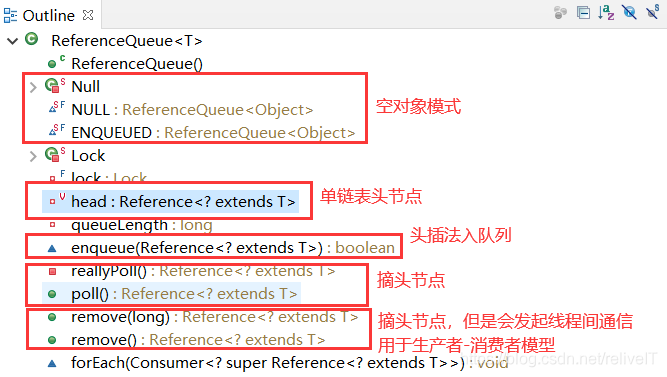 Outline
ReferenceQueue<T>
ReferenceQueue()
Null
NULL : ReferenceQueue<Object>
ENQUEUED : ReferenceQueue<Object>
空对象模式
Lock
lock : Lock
head : Reference<? extends T>
单链表头节点
queueLength : long
enqueue(Reference<? extends T>) : boolean
头插法入队列
reallyPoll() : Reference<? extends T>
poll() : Reference<? extends T>
摘头节点
remove(long) : Reference<? extends T>
remove() : Reference<? extends T>
摘头节点，但是会发起线程间通信
用于生产者-消费者模型
forEach(Consumer<? super Reference<? extends T>>) : void
https://blog.csdn.net/reliveIT